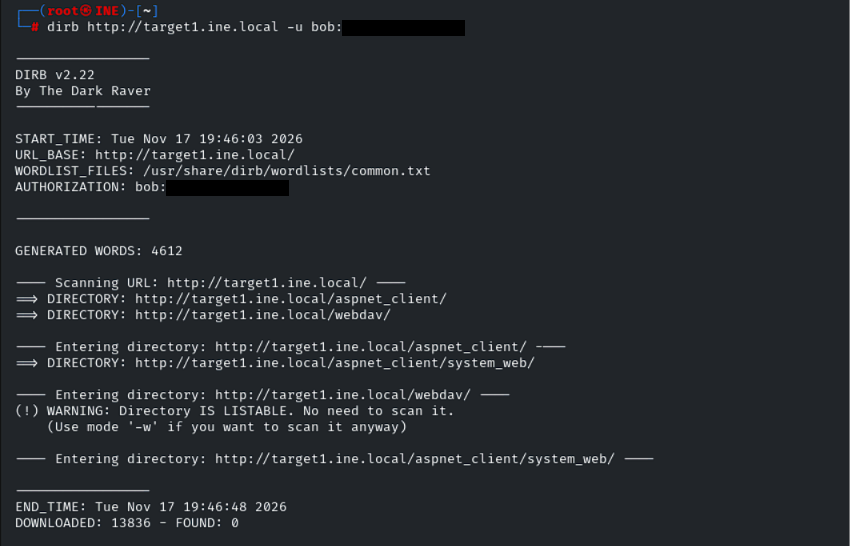 ┌──(root㉿INE)-[~]
└─# dirb http://target1.ine.local -u bob:
-----------------
DIRB v2.22
By The Dark Raver
-----------------
START_TIME: Tue Nov 17 19:46:03 2026
URL_BASE: http://target1.ine.local/
WORDLIST_FILES: /usr/share/dirb/wordlists/common.txt
AUTHORIZATION: bob:
-----------------
GENERATED WORDS: 4612
---- Scanning URL: http://target1.ine.local/ ----
==> DIRECTORY: http://target1.ine.local/aspnet_client/
==> DIRECTORY: http://target1.ine.local/webdav/
---- Entering directory: http://target1.ine.local/aspnet_client/ ----
==> DIRECTORY: http://target1.ine.local/aspnet_client/system_web/
---- Entering directory: http://target1.ine.local/webdav/ ----
(!) WARNING: Directory IS LISTABLE. No need to scan it.
(Use mode '-w' if you want to scan it anyway)
---- Entering directory: http://target1.ine.local/aspnet_client/system_web/ ----
-----------------
END_TIME: Tue Nov 17 19:46:48 2026
DOWNLOADED: 13836 - FOUND: 0